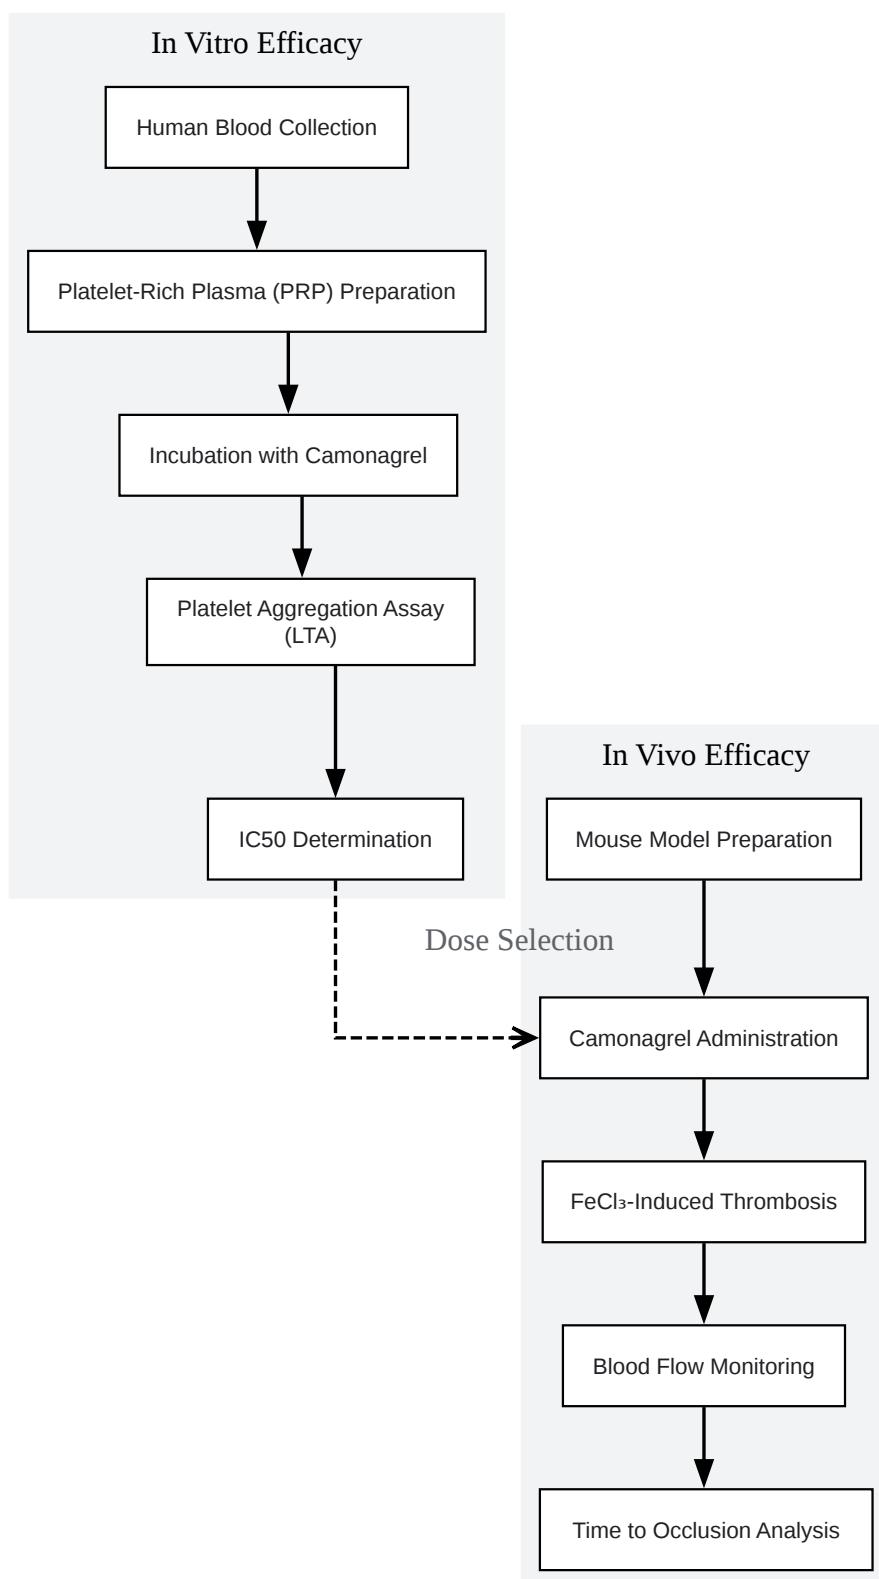 In Vitro Efficacy
Human Blood Collection
Platelet-Rich Plasma (PRP) Preparation
Incubation with Camonagrel
Platelet Aggregation Assay
(LTA)
IC50 Determination
Dose Selection
In Vivo Efficacy
Mouse Model Preparation
Camonagrel Administration
FeCl₃-Induced Thrombosis
Blood Flow Monitoring
Time to Occlusion Analysis